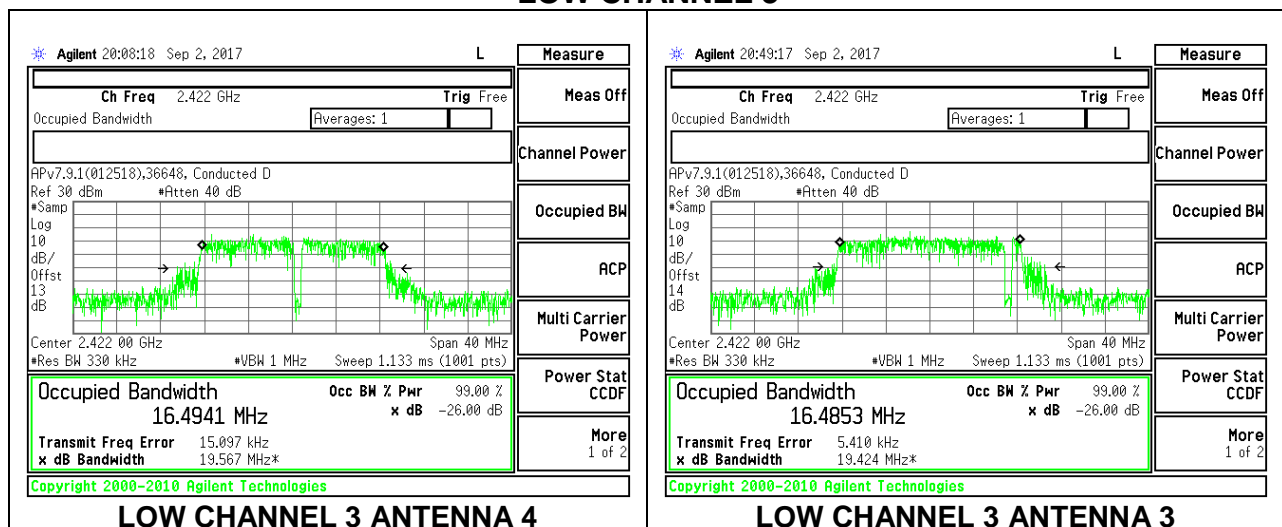 LOW CHANNEL 3
Agilent 20:08:18 Sep 2, 2017 L
Measure
Ch Freq 2.422 GHz Trig Free
Occupied Bandwidth Averages: 1
APv7.9.1(012518),36648, Conducted D
Ref 30 dBm #Atten 40 dB
#Samp
Log
10
dB/
Offst
13
dB
Center 2.422 00 GHz Span 40 MHz
#Res BW 330 kHz #VBW 1 MHz Sweep 1.133 ms (1001 pts)
Occupied Bandwidth Occ BW % Pwr 99.00 %
16.4941 MHz x dB -26.00 dB
Transmit Freq Error 15.097 kHz
x dB Bandwidth 19.567 MHz*
Copyright 2000-2010 Agilent Technologies
Meas Off
Channel Power
Occupied BW
ACP
Multi Carrier
Power
Power Stat
CCDF
More
1 of 2
LOW CHANNEL 3 ANTENNA 4
Agilent 20:49:17 Sep 2, 2017 L
Measure
Ch Freq 2.422 GHz Trig Free
Occupied Bandwidth Averages: 1
APv7.9.1(012518),36648, Conducted D
Ref 30 dBm #Atten 40 dB
#Samp
Log
10
dB/
Offst
14
dB
Center 2.422 00 GHz Span 40 MHz
#Res BW 330 kHz #VBW 1 MHz Sweep 1.133 ms (1001 pts)
Occupied Bandwidth Occ BW % Pwr 99.00 %
16.4853 MHz x dB -26.00 dB
Transmit Freq Error 5.410 kHz
x dB Bandwidth 19.424 MHz*
Copyright 2000-2010 Agilent Technologies
Meas Off
Channel Power
Occupied BW
ACP
Multi Carrier
Power
Power Stat
CCDF
More
1 of 2
LOW CHANNEL 3 ANTENNA 3